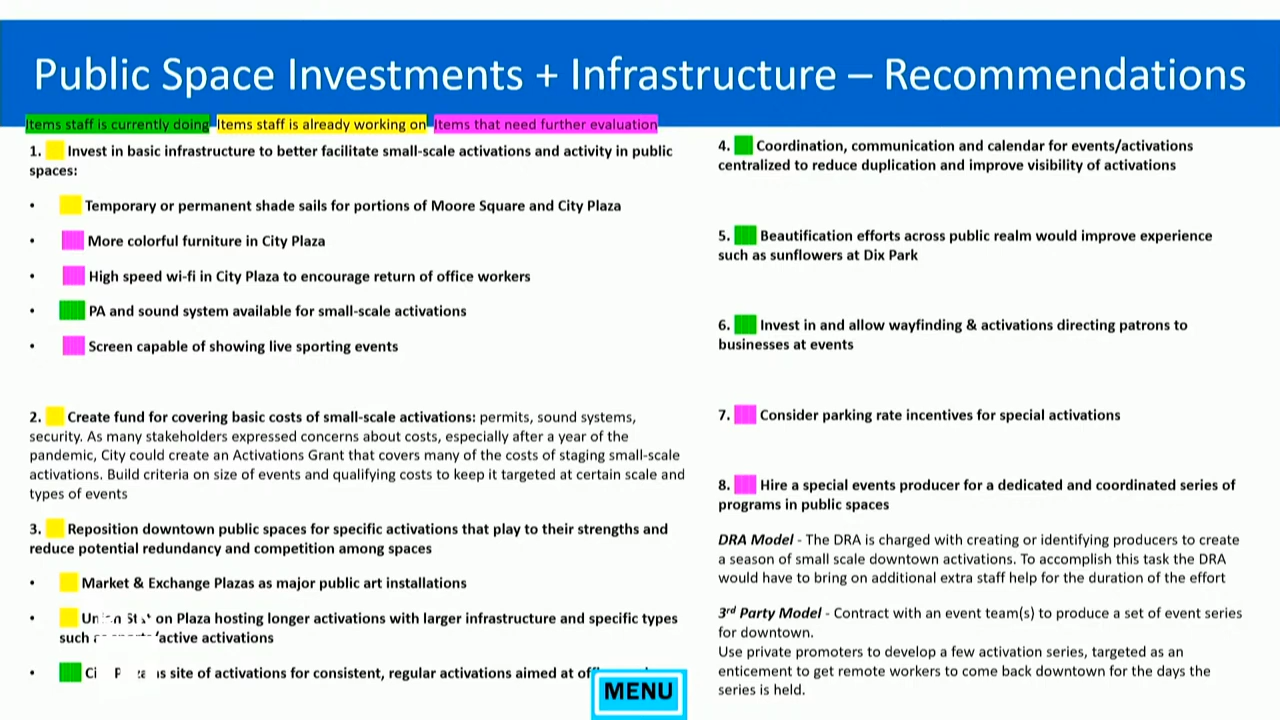 Public Space Investments + Infrastructure – Recommendations
Items staff is currently doing Items staff is already working on Items that need further evaluation
1. Invest in basic infrastructure to better facilitate small-scale activations and activity in public
spaces:
• Temporary or permanent shade sails for portions of Moore Square and City Plaza
• More colorful furniture in City Plaza
• High speed wi-fi in City Plaza to encourage return of office workers
• PA and sound system available for small-scale activations
• Screen capable of showing live sporting events
2. Create fund for covering basic costs of small-scale activations: permits, sound systems,
security. As many stakeholders expressed concerns about costs, especially after a year of the
pandemic, City could create an Activations Grant that covers many of the costs of staging small-scale
activations. Build criteria on size of events and qualifying costs to keep it targeted at certain scale and
types of events
3. Reposition downtown public spaces for specific activations that play to their strengths and
reduce potential redundancy and competition among spaces
• Market & Exchange Plazas as major public art installations
• Plaza hosting longer activations with larger infrastructure and specific types
such activations
• is site of activations for consistent, regular activations aimed at
4. Coordination, communication and calendar for events/activations
centralized to reduce duplication and improve visibility of activations
5. Beautification efforts across public realm would improve experience
such as sunflowers at Dix Park
6. Invest in and allow wayfinding & activations directing patrons to
businesses at events
7. Consider parking rate incentives for special activations
8. Hire a special events producer for a dedicated and coordinated series of
programs in public spaces
DRA Model - The DRA is charged with creating or identifying producers to create
a season of small scale downtown activations. To accomplish this task the DRA
would have to bring on additional extra staff help for the duration of the effort
3rd Party Model - Contract with an event team(s) to produce a set of event series
for downtown.
Use private promoters to develop a few activation series, targeted as an
enticement to get remote workers to come back downtown for the days the
series is held.
MENU